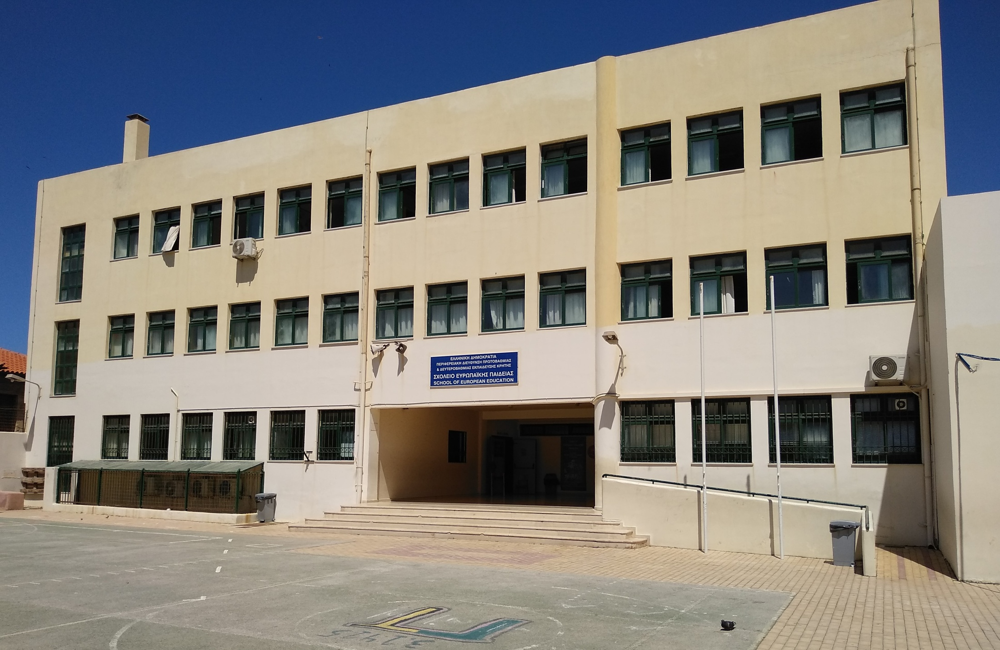 ΕΛΛΗΝΙΚΗ ΔΗΜΟΚΡΑΤΙΑ
ΠΕΡΙΦΕΡΕΙΑΚΗ ΔΙΕΥΘΥΝΣΗ ΠΡΩΤΟΒΑΘΜΙΑΣ
& ΔΕΥΤΕΡΟΒΑΘΜΙΑΣ ΕΚΠΑΙΔΕΥΣΗΣ ΚΡΗΤΗΣ
ΣΧΟΛΕΙΟ ΕΥΡΩΠΑΪΚΗΣ ΠΑΙΔΕΙΑΣ
SCHOOL OF EUROPEAN EDUCATION